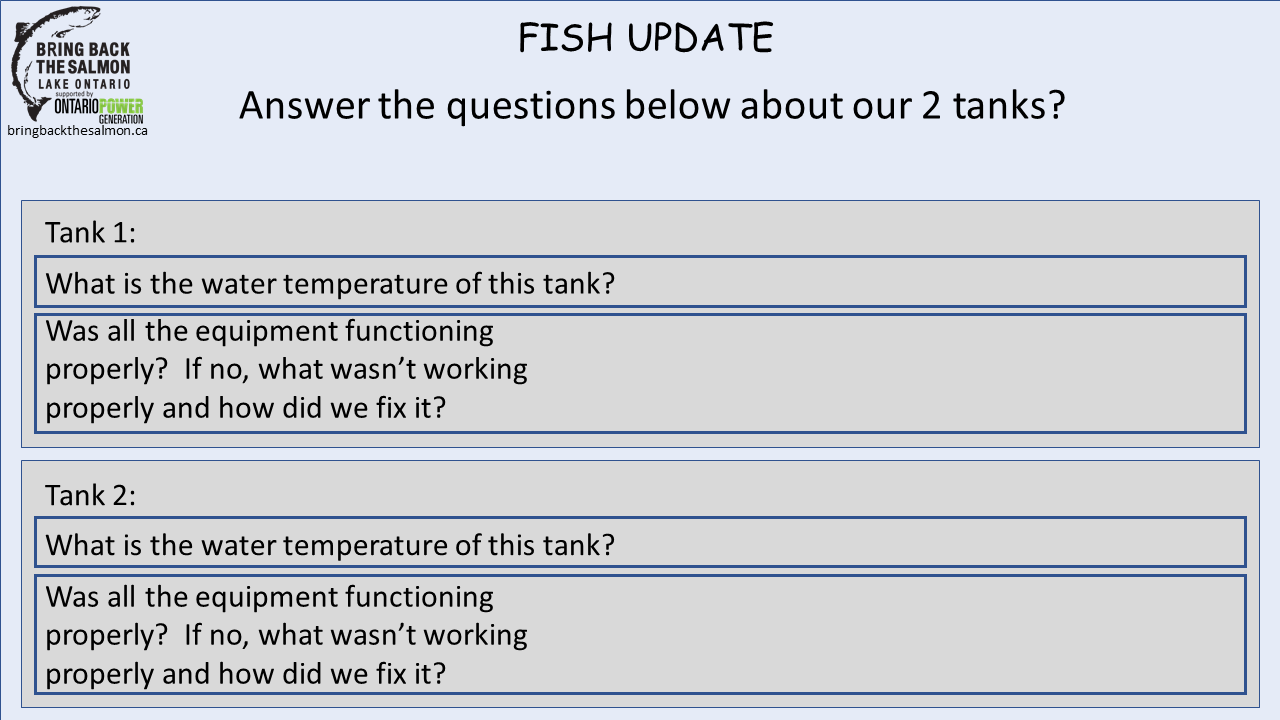 BRING BACK
THE SALMON
LAKE ONTARIO
supported by
ONTARIOPOWER
GENERATION
bringbackthesalmon.ca
FISH UPDATE
Answer the questions below about our 2 tanks?
Tank 1:
What is the water temperature of this tank?
Was all the equipment functioning
properly?  If no, what wasn’t working
properly and how did we fix it?
Tank 2:
What is the water temperature of this tank?
Was all the equipment functioning
properly?  If no, what wasn’t working
properly and how did we fix it?